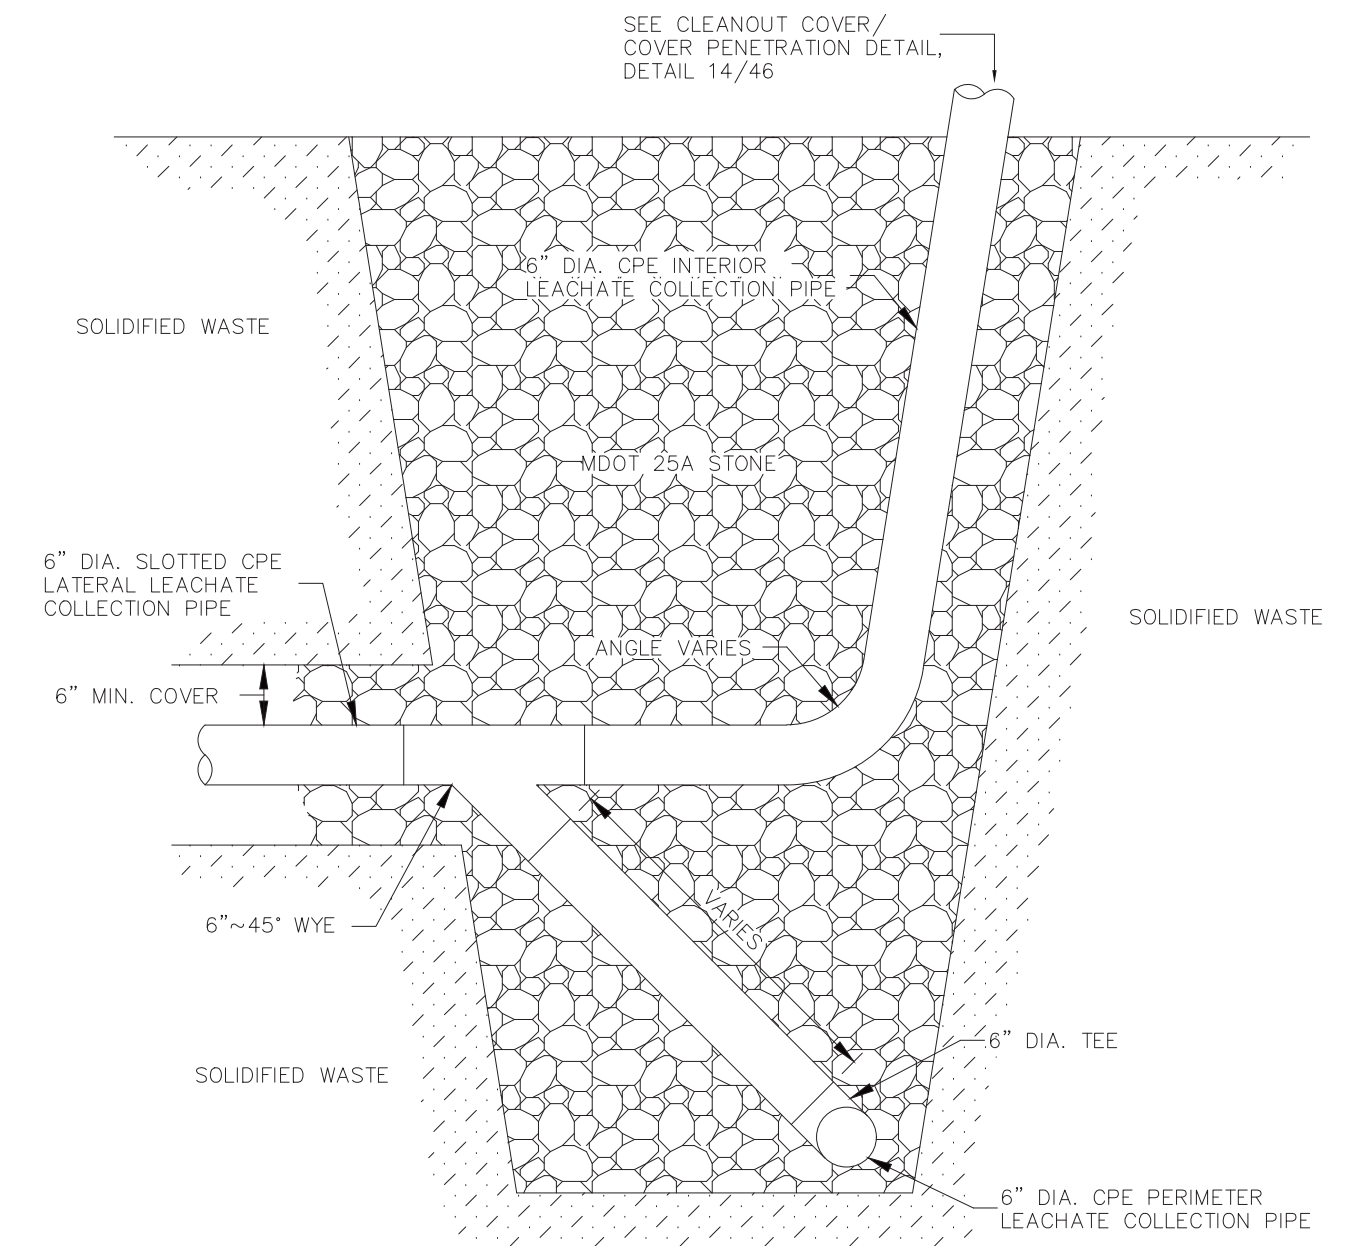 SEE CLEANOUT COVER/
COVER PENETRATION DETAIL,
DETAIL 14/46
6" DIA. CPE INTERIOR
LEACHATE COLLECTION PIPE
SOLIDIFIED WASTE
MDOT 25A STONE
6" DIA. SLOTTED CPE
LATERAL LEACHATE
COLLECTION PIPE
SOLIDIFIED WASTE
ANGLE VARIES
6" MIN. COVER
VARIES
6"~45° WYE
6" DIA. TEE
SOLIDIFIED WASTE
6" DIA. CPE PERIMETER
LEACHATE COLLECTION PIPE